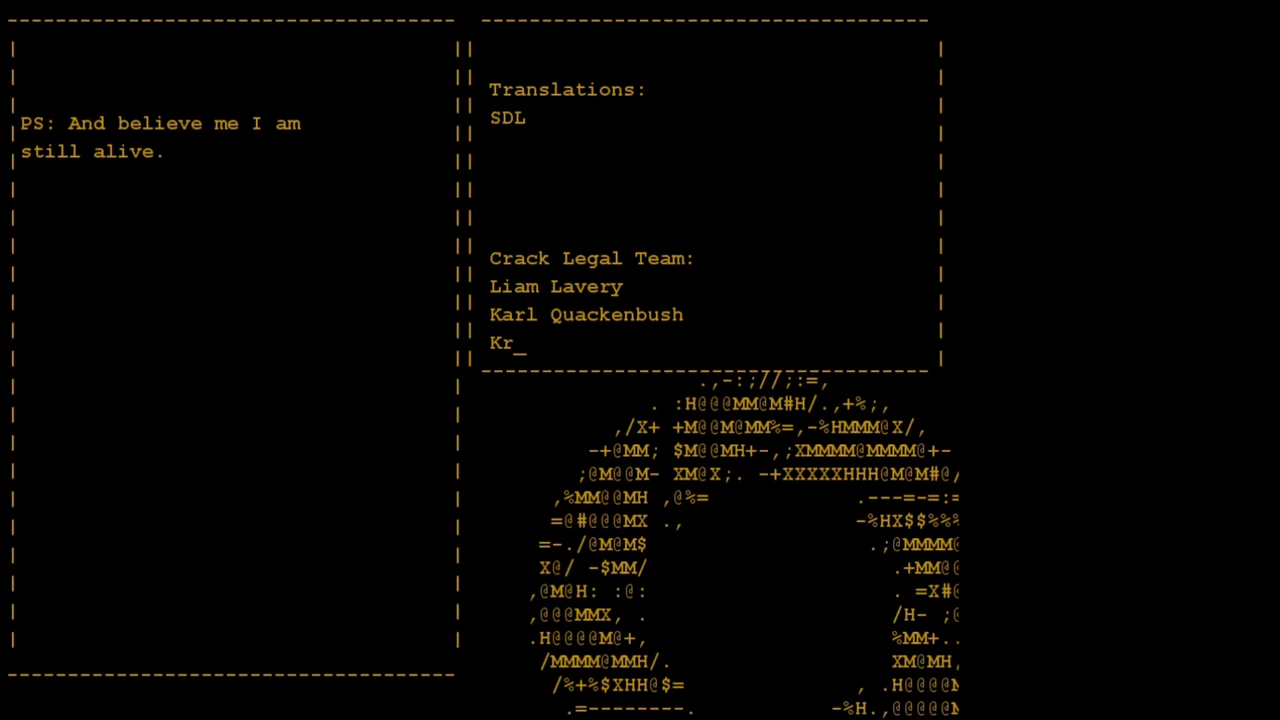 PS: And believe me I am
still alive.
Translations:
SDL
Crack Legal Team:
Liam Lavery
Karl Quackenbush
Kr_